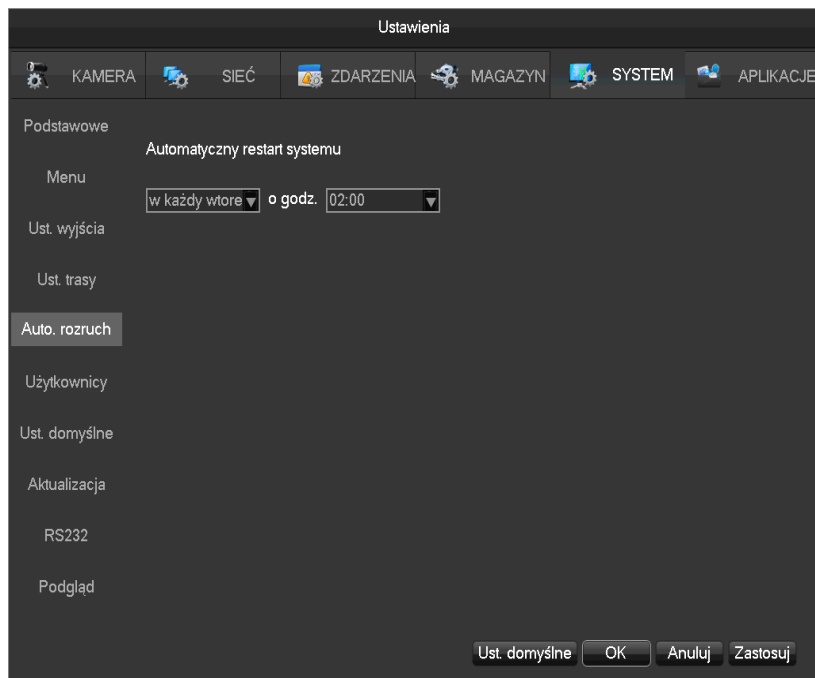 Ustawienia
KAMERA SIEĆ ZDARZENIA MAGAZYN SYSTEM APLIKACJE
Podstawowe
Automatyczny restart systemu
Menu
w każdy wtore o godz. 02:00
Ust. wyjścia
Ust. trasy
Auto. rozruch
Użytkownicy
Ust. domyślne
Aktualizacja
RS232
Podgląd
Ust. domyślne OK Anuluj Zastosuj